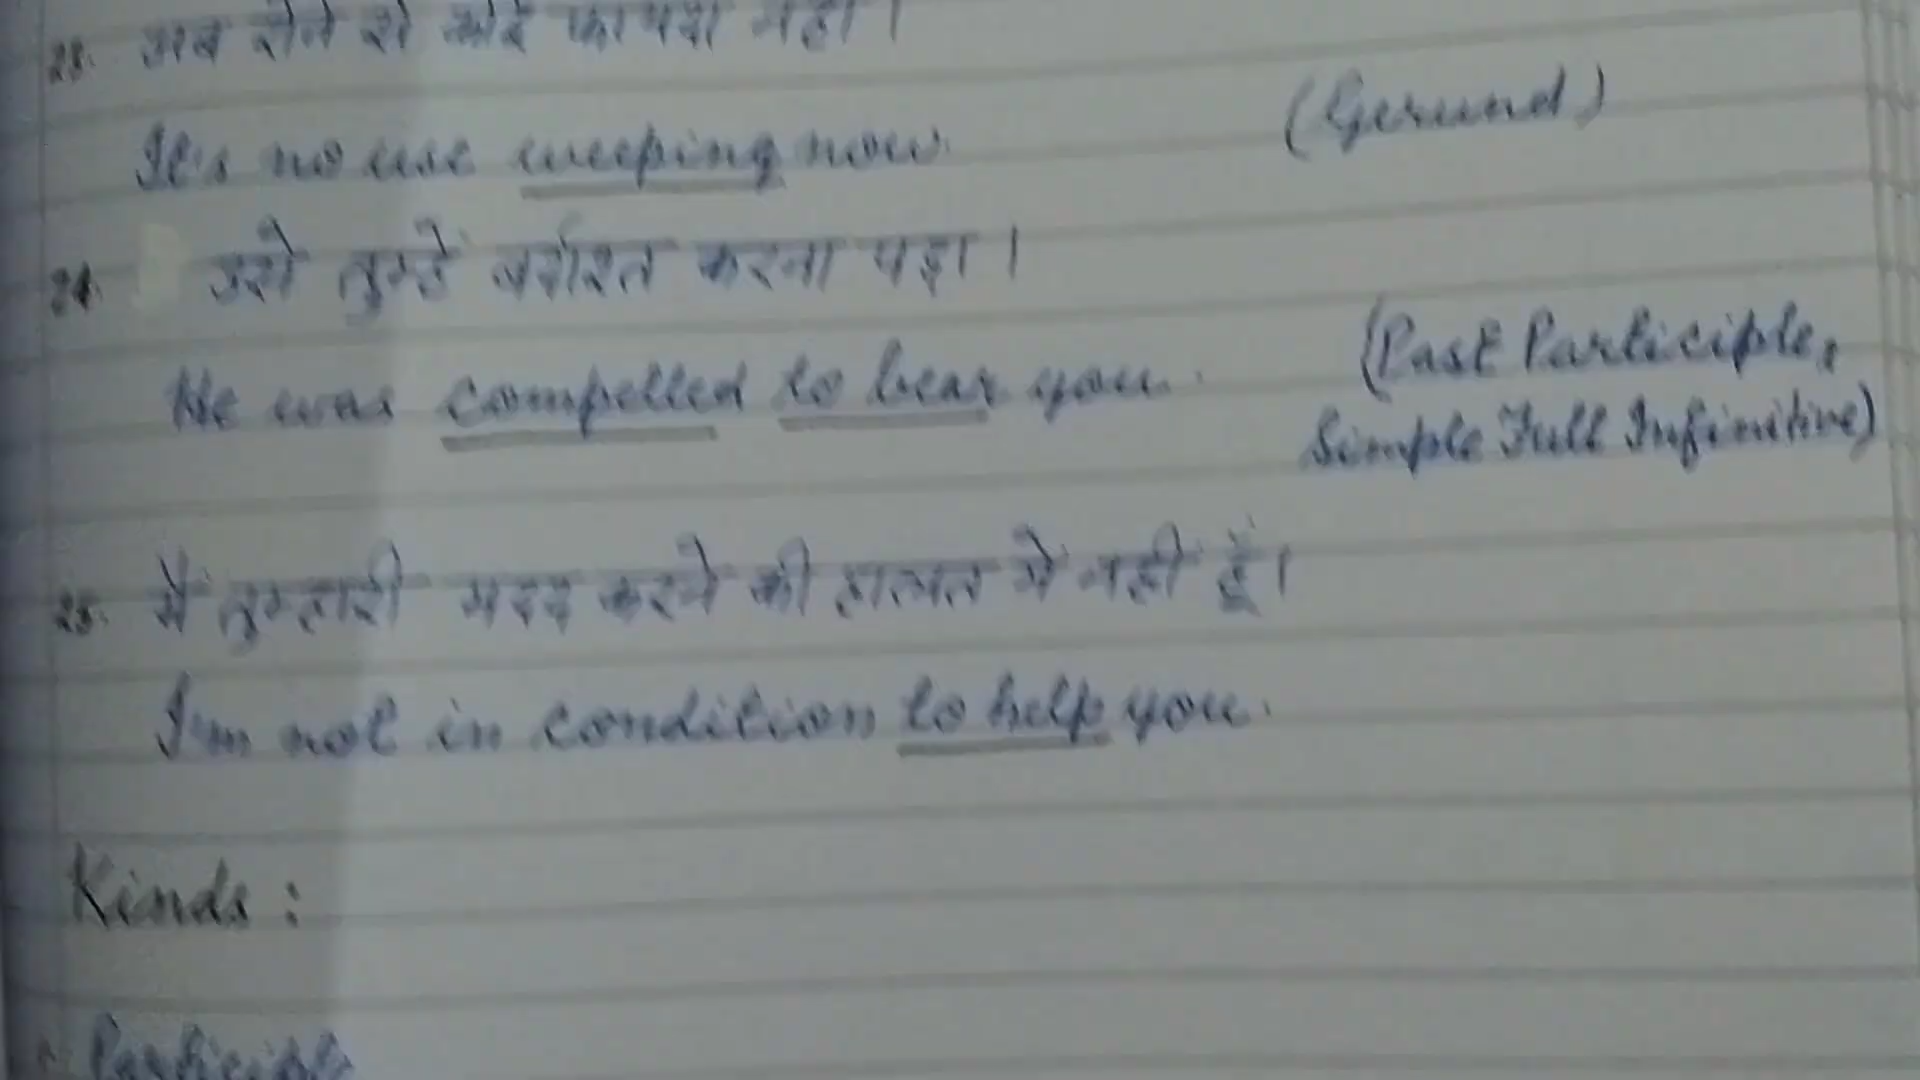 23. अब रोने से कोई फायदा नहीं।
It's no use weeping now. (Gerund)
24. उसे तुम्हें बर्दाश्त करना पड़ा।
He was compelled to bear you. (Past Participle,
Simple Full Infinitive)
25. मैं तुम्हारी मदद करने की हालत में नहीं हूँ।
I'm not in condition to help you.
Kinds :
Participle